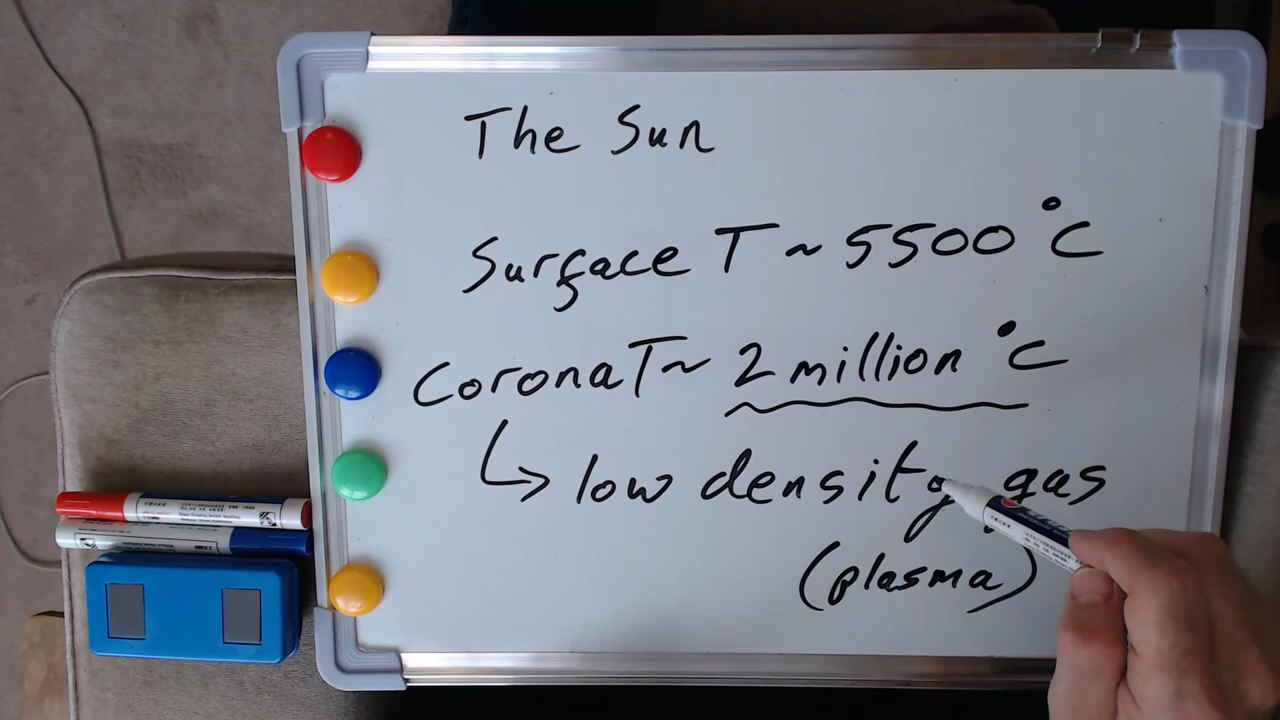 The Sun
Surface T ~ 5500 °C
Corona T ~ 2 million °C
↳ low density gas
(plasma)